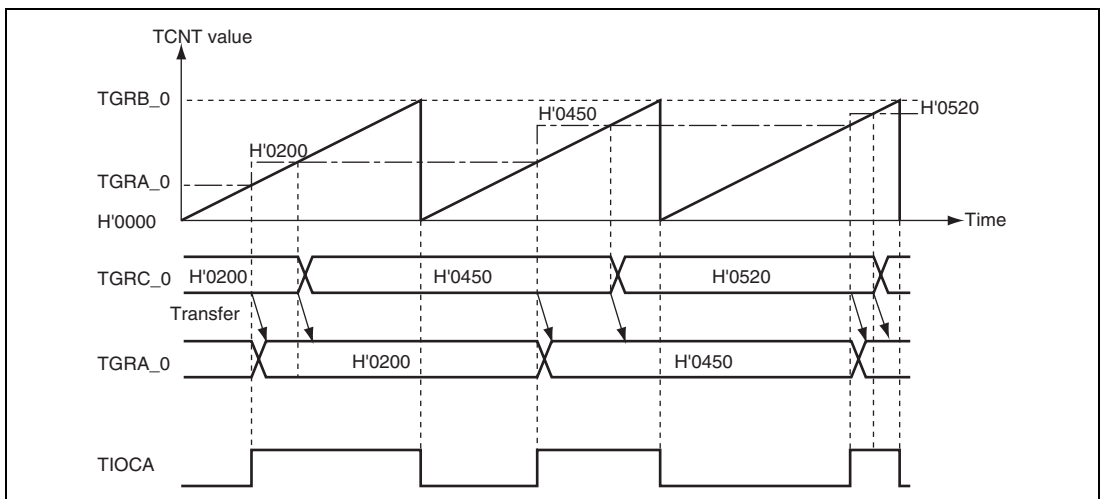 TCNT value
TGRB_0
H'0450
H'0520
H'0200
TGRA_0
H'0000
Time
TGRC_0 H'0200 H'0450 H'0520
Transfer
TGRA_0 H'0200 H'0450
TIOCA